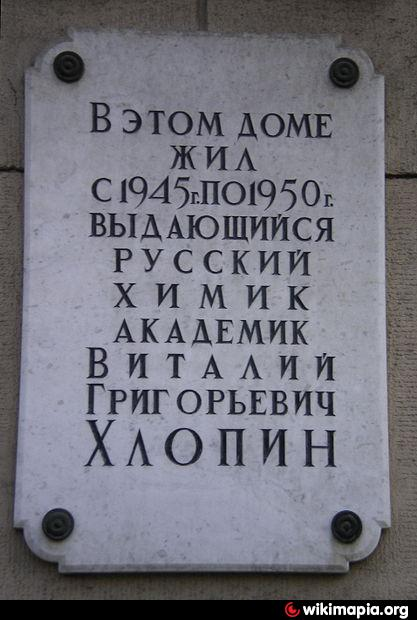 В ЭТОМ ДОМЕ
ЖИЛ
С 1945г. ПО 1950г.
ВЫДАЮЩИЙСЯ
РУССКИЙ
ХИМИК
АКАДЕМИК
ВИТАЛИЙ
ГРИГОРЬЕВИЧ
ХЛОПИН
wikimapia.org